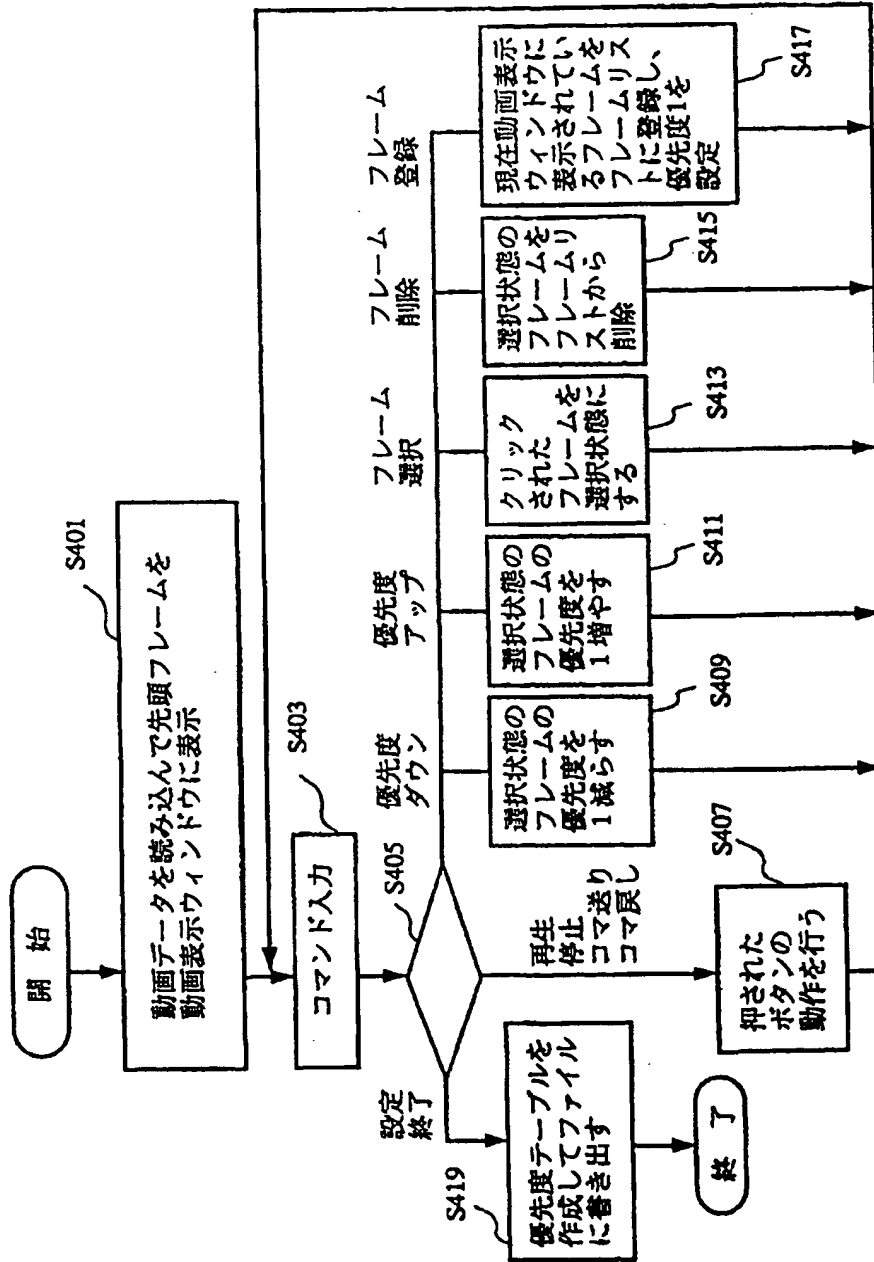 開 始
動画データを読み込んで先頭フレームを
動画表示ウィンドウに表示
S401
コマンド入力
S403
S405
設定
終了
優先度テーブルを
作成してファイル
に書き出す
S419
終 了
再生
停止
コマ送り
コマ戻し
押された
ボタンの
動作を行う
S407
優先度
ダウン
選択状態の
フレームの
優先度を
1減らす
S409
優先度
アップ
選択状態の
フレームの
優先度を
1増やす
S411
フレーム
選択
クリック
された
フレームを
選択状態に
する
S413
フレーム
削除
選択状態の
フレームを
フレームリ
ストから
削除
S415
フレーム
登録
現在動画表示
ウィンドウに
表示されてい
るフレームを
フレームリス
トに登録し、
優先度1を
設定
S417